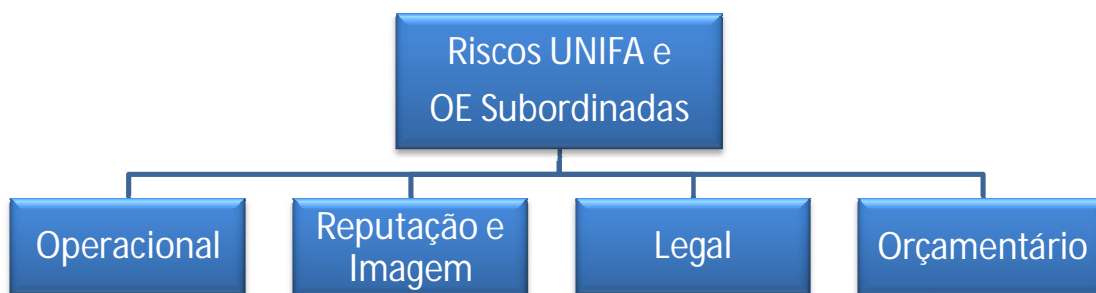 Riscos UNIFA e
OE Subordinadas
Operacional
Reputação e
Imagem
Legal
Orçamentário